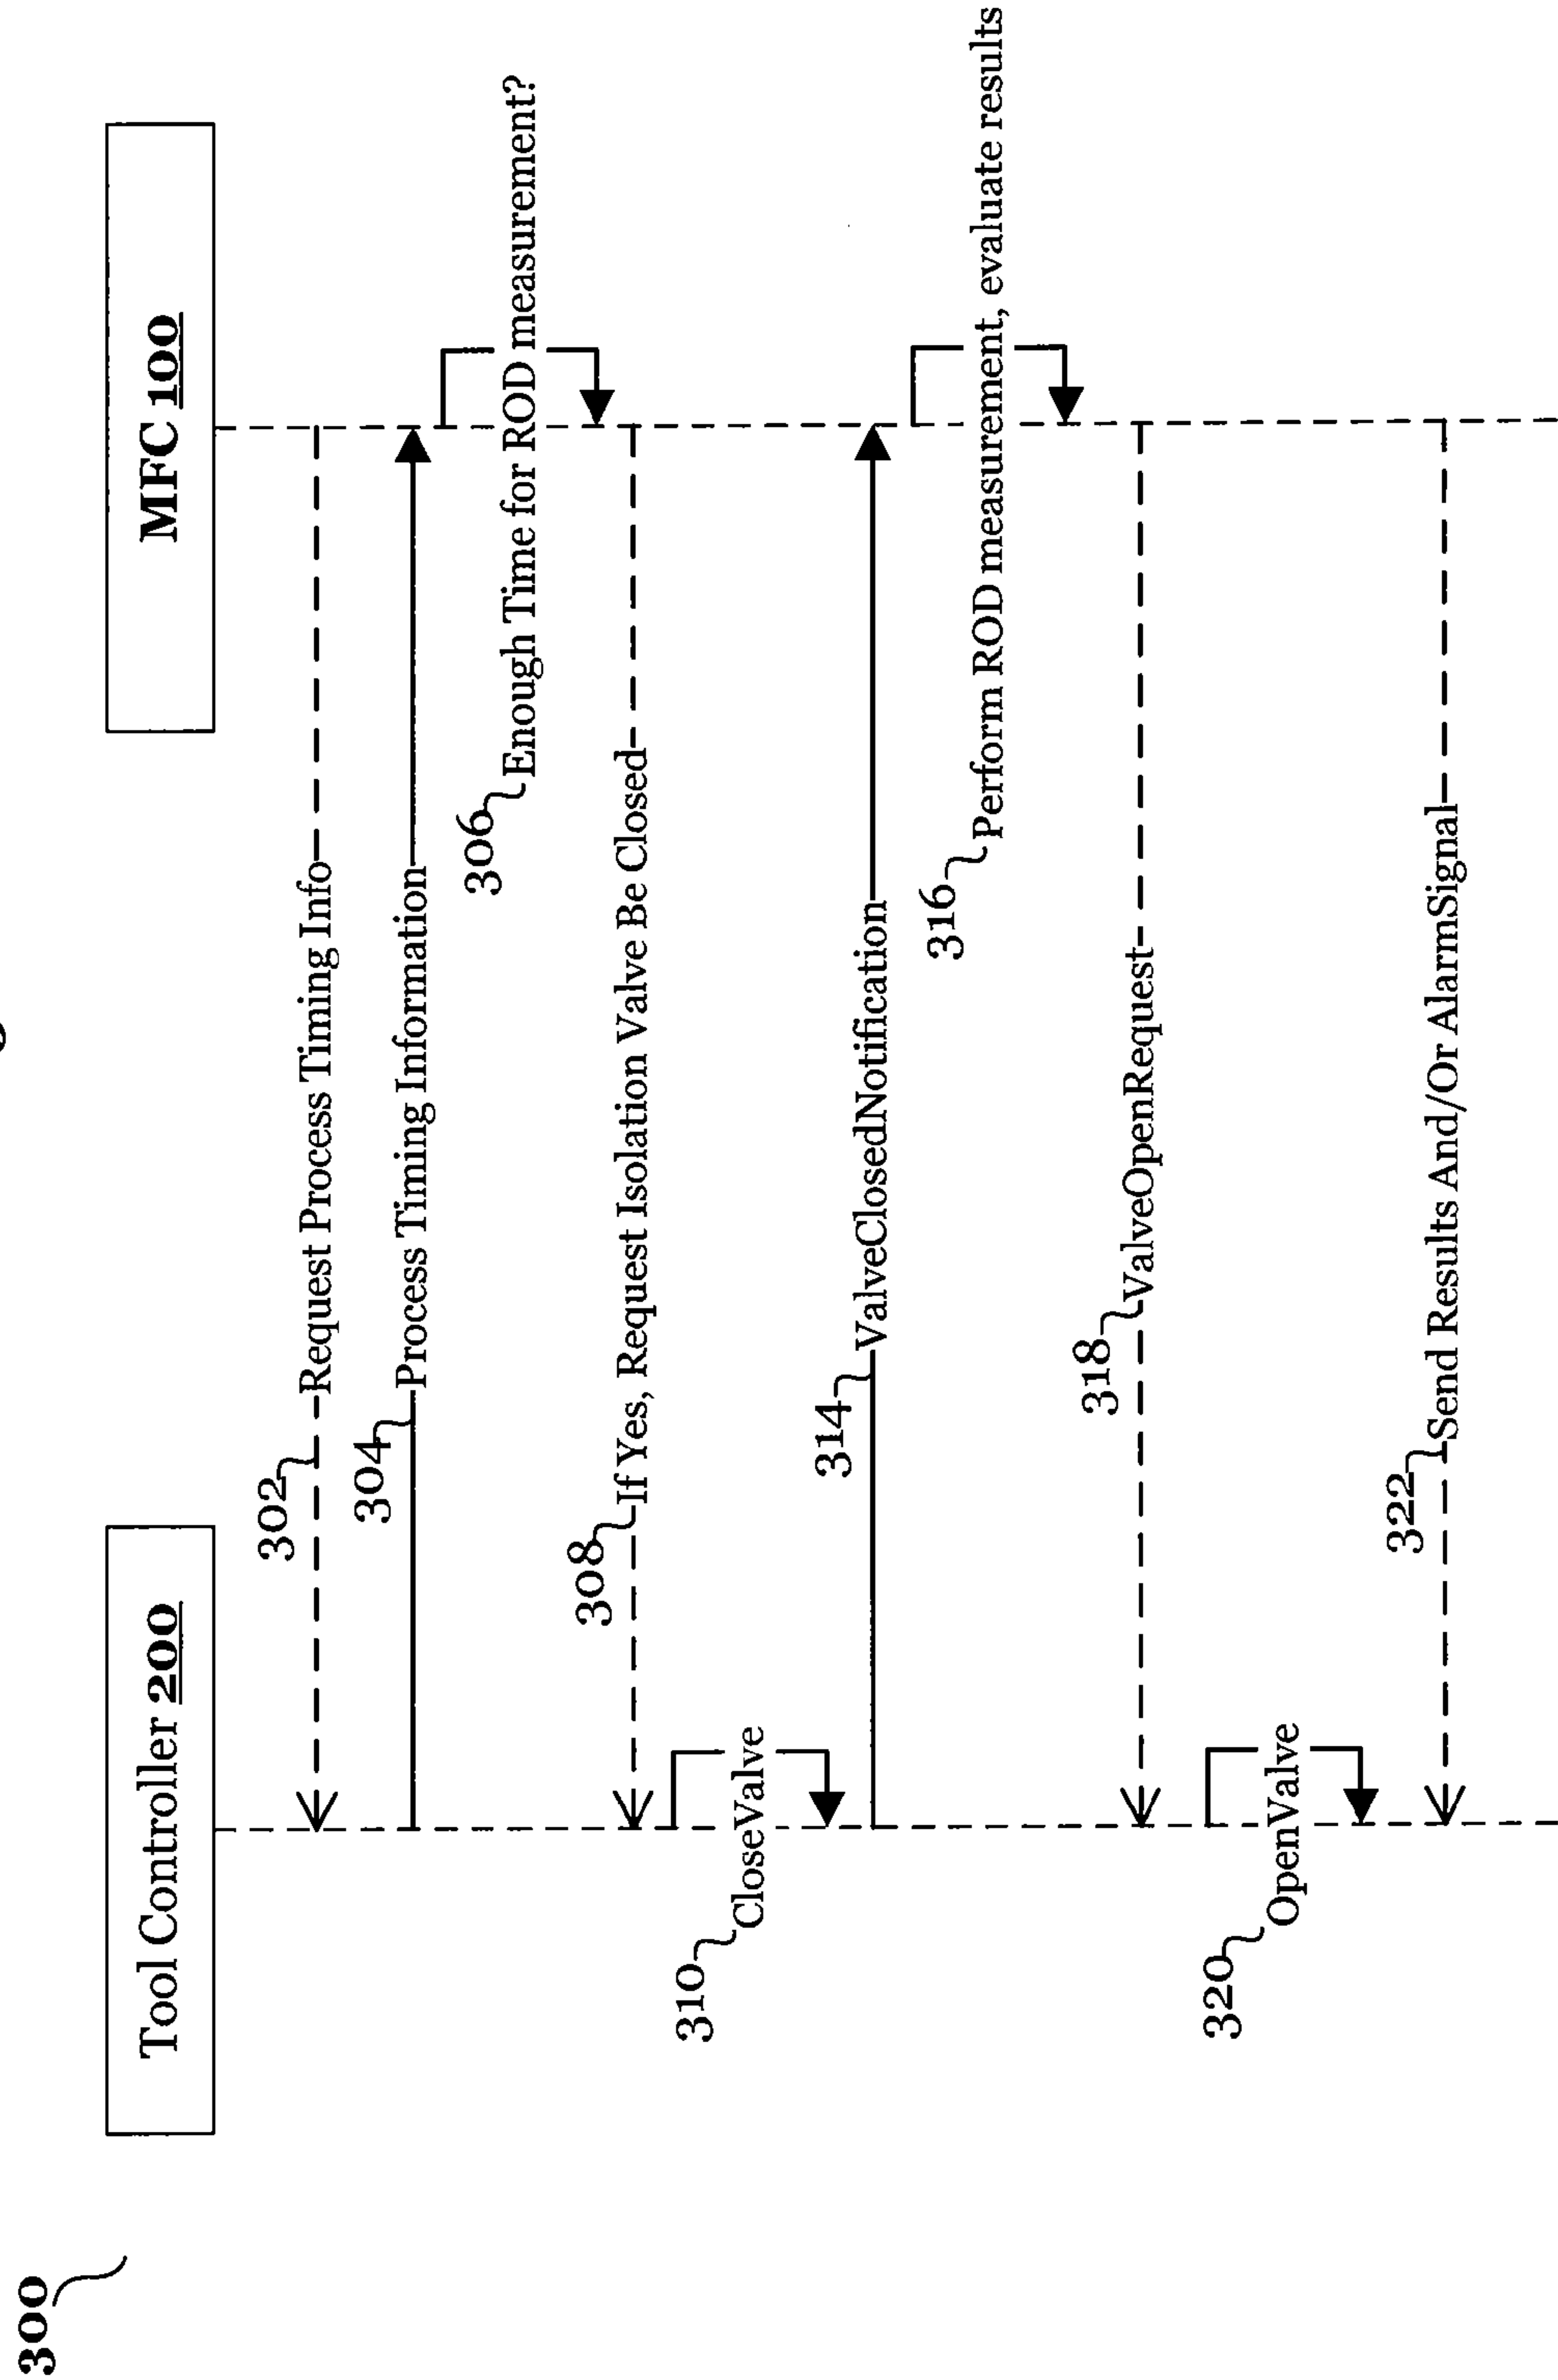 300
Tool Controller 200
MFC 100
302
Request Process Timing Info
304
Process Timing Information
306
Enough Time for ROD measurement?
308
If Yes, Request Isolation Valve Be Closed
310
CloseValve
314
ValveClosedNotification
316
Perform ROD measurement, evaluate results
318
ValveOpenRequest
320
OpenValve
322
Send Results And/Or AlarmSignal